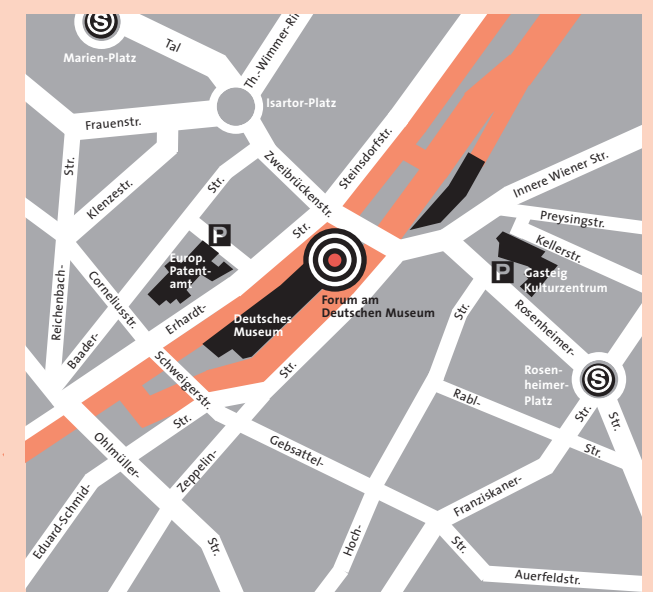 S
Marien-Platz
Tal
Th.-Wimmer-Ri
Isartor-Platz
Frauenstr.
Str.
Klenzestr.
Str.
Zweibrückenstr.
Steinsdorfstr.
Innere Wiener Str.
Preysingstr.
Kellerstr.
P
Str.
Europ.
Patent-
amt
P
Gasteig
Kulturzentrum
Forum am
Deutschen Museum
Deutsches
Museum
Erhardt-
Corneliusstr.
Reichenbach-
Baader-
Schweigerstr.
Str.
Str.
Rosenheimer-
Rosen-
heimer-
Platz
S
Rabl-
Str.
Str.
Str.
Str.
Gebsattel-
Ohlmüller-
Zeppelin-
Franziskaner-
Eduard-Schmid-
Str.
Hoch-
Str.
Auerfeldstr.